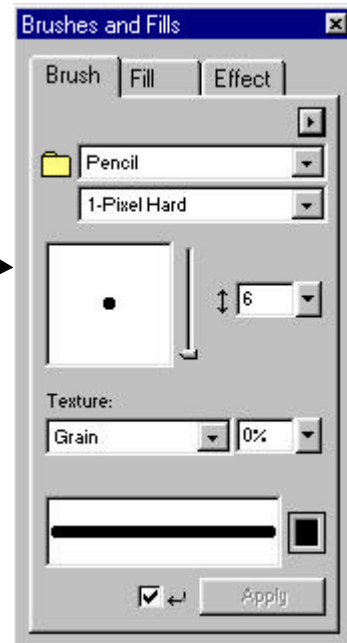 Brushes and Fills
Brush Fill Effect
Pencil
1-Pixel Hard
6
Texture:
Grain 0%
Apply